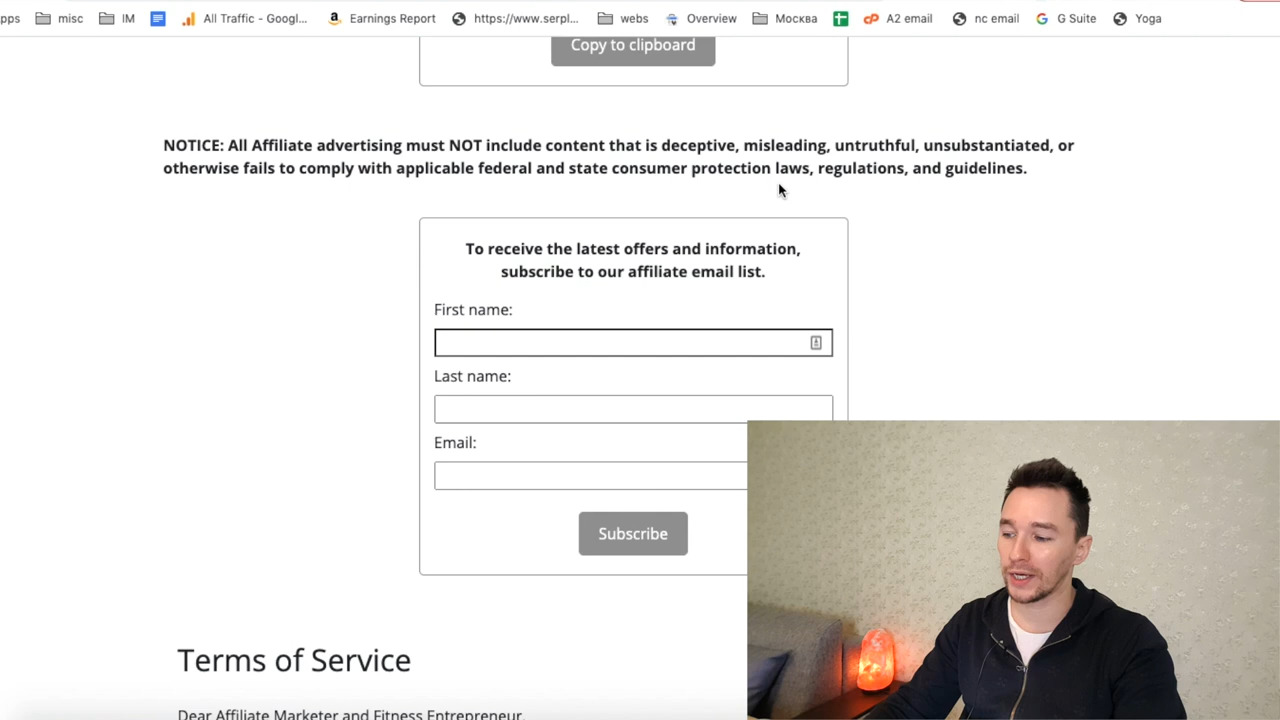 pps misc IM All Traffic - Googl... Earnings Report https://www.serpl... webs Overview Москва A2 email nc email G Suite Yoga
Copy to clipboard
NOTICE: All Affiliate advertising must NOT include content that is deceptive, misleading, untruthful, unsubstantiated, or
otherwise fails to comply with applicable federal and state consumer protection laws, regulations, and guidelines.
To receive the latest offers and information,
subscribe to our affiliate email list.
First name:
Last name:
Email:
Subscribe
Terms of Service
Dear Affiliate Marketer and Fitness Entrepreneur,